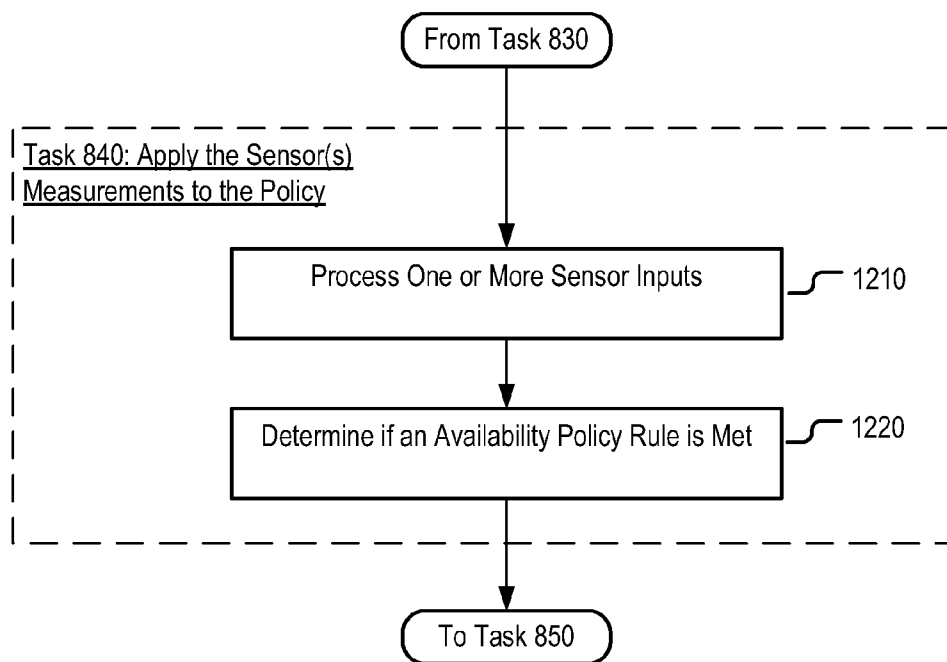 From Task 830
Task 840: Apply the Sensor(s)
Measurements to the Policy
Process One or More Sensor Inputs
1210
Determine if an Availability Policy Rule is Met
1220
To Task 850